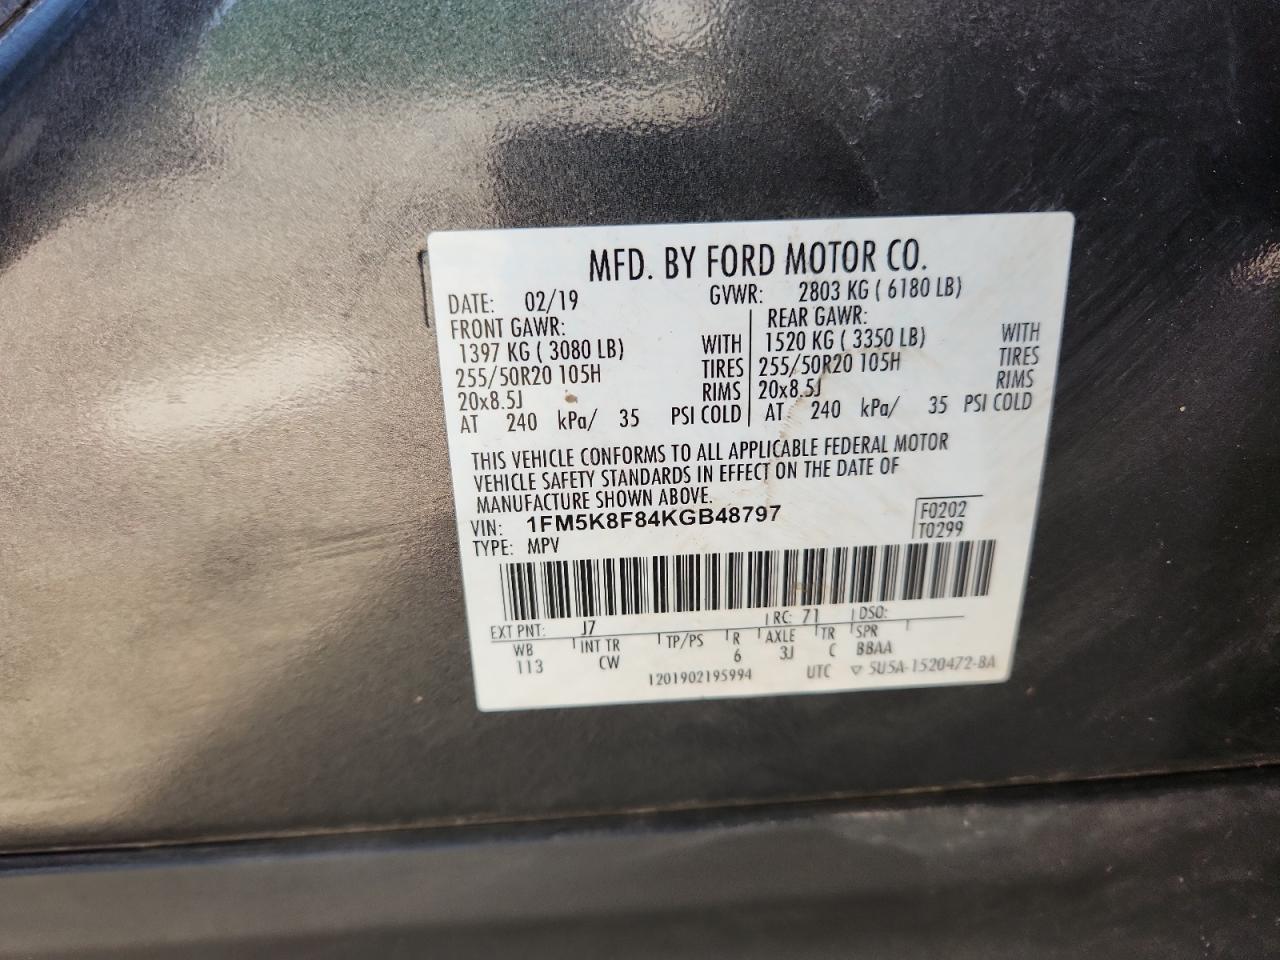 MFD. BY FORD MOTOR CO.
DATE: 02/19 GVWR: 2803 KG ( 6180 LB)
FRONT GAWR: REAR GAWR:
1397 KG ( 3080 LB) WITH 1520 KG ( 3350 LB) WITH
255/50R20 105H TIRES 255/50R20 105H TIRES
20x8.5J RIMS 20x8.5J RIMS
AT 240 kPa/ 35 PSI COLD AT 240 kPa/ 35 PSI COLD
THIS VEHICLE CONFORMS TO ALL APPLICABLE FEDERAL MOTOR
VEHICLE SAFETY STANDARDS IN EFFECT ON THE DATE OF
MANUFACTURE SHOWN ABOVE.
VIN: 1FM5K8F84KGB48797 F0202
TYPE: MPV T0299
EXT PNT: J7 RC: 71 DSO:
WB INT TR TP/PS R AXLE TR SPR
113 CW 6 3J C BBAA
1201902195994 UTC ▽ 5U5A-1520472-BA